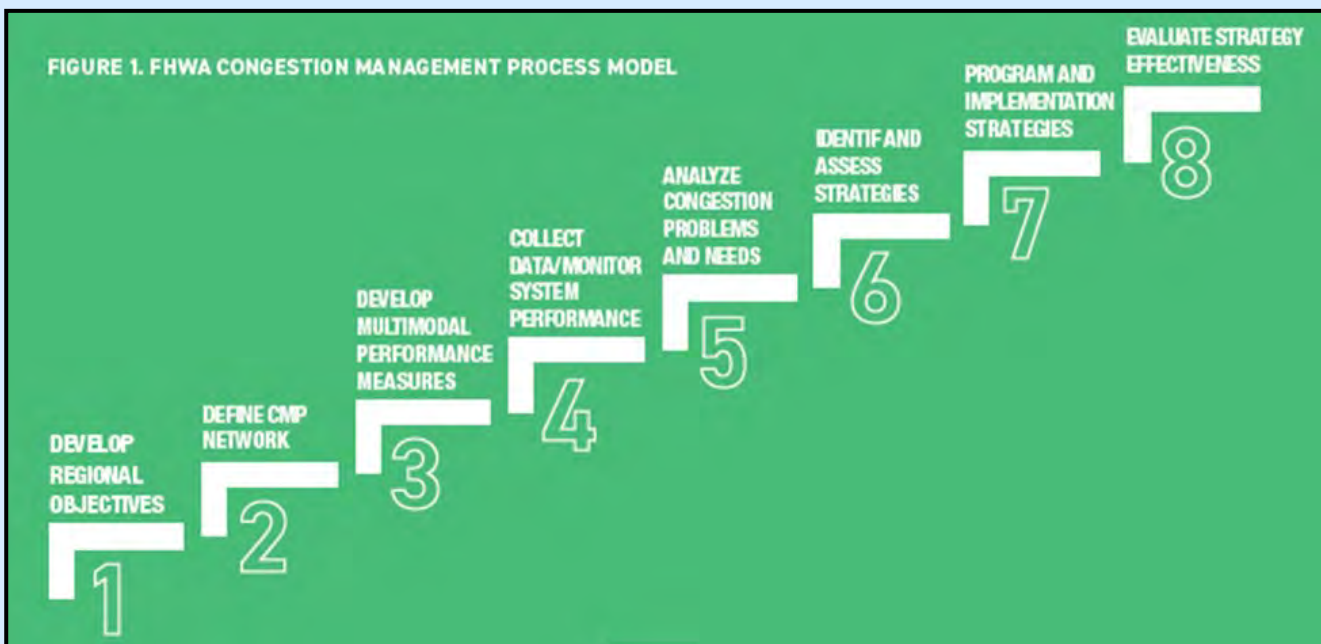 FIGURE 1. FHWA CONGESTION MANAGEMENT PROCESS MODEL
DEVELOP
REGIONAL
OBJECTIVES
1
DEFINE CMP
NETWORK
2
DEVELOP
MULTIMODAL
PERFORMANCE
MEASURES
3
COLLECT
DATA/MONITOR
SYSTEM
PERFORMANCE
4
ANALYZE
CONGESTION
PROBLEMS
AND NEEDS
5
IDENTIF AND
ASSESS
STRATEGIES
6
PROGRAM AND
IMPLEMENTATION
STRATEGIES
7
EVALUATE STRATEGY
EFFECTIVENESS
8